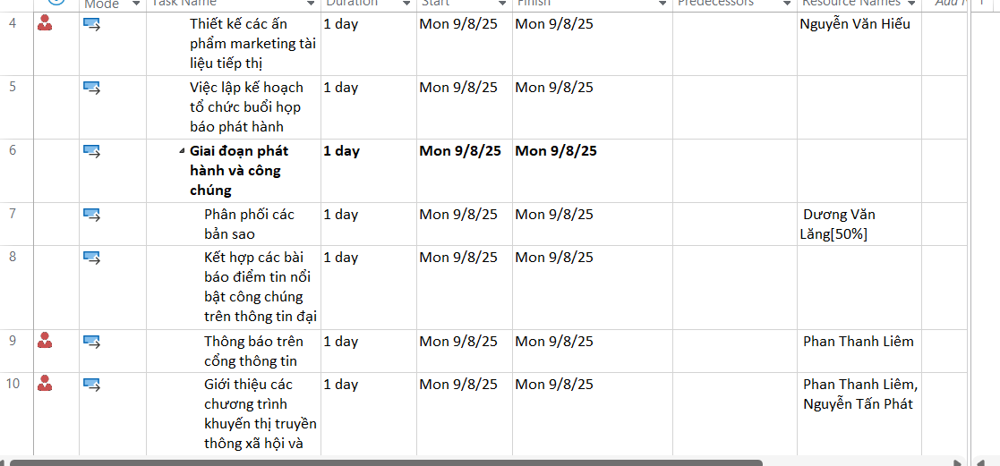 Mode Task Name Duration Start Finish Predecessors Resource Names
4 Thiết kế các ấn 1 day Mon 9/8/25 Mon 9/8/25 Nguyễn Văn Hiếu
phẩm marketing tài
liệu tiếp thị
5 Việc lập kế hoạch 1 day Mon 9/8/25 Mon 9/8/25
tổ chức buổi họp
báo phát hành
6 Giai đoạn phát 1 day Mon 9/8/25 Mon 9/8/25
hành và công
chúng
7 Phân phối các 1 day Mon 9/8/25 Mon 9/8/25 Dương Văn
bản sao Lăng[50%]
8 Kết hợp các bài 1 day Mon 9/8/25 Mon 9/8/25
báo điểm tin nổi
bật công chúng
trên thông tin đại
9 Thông báo trên 1 day Mon 9/8/25 Mon 9/8/25 Phan Thanh Liêm
cổng thông tin
10 Giới thiệu các 1 day Mon 9/8/25 Mon 9/8/25 Phan Thanh Liêm,
chương trình Nguyễn Tấn Phát
khuyến thị truyền
thông xã hội và